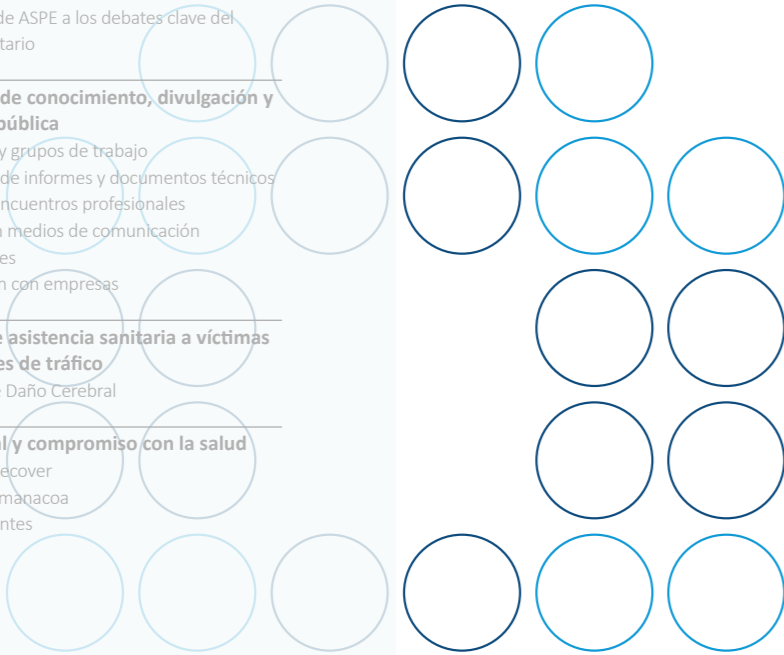 de ASPE a los debates clave del
tario
de conocimiento, divulgación y
pública
y grupos de trabajo
de informes y documentos técnicos
ncuentros profesionales
n medios de comunicación
es
n con empresas
e asistencia sanitaria a víctimas
es de tráfico
e Daño Cerebral
al y compromiso con la salud
ecover
manacoa
ntes